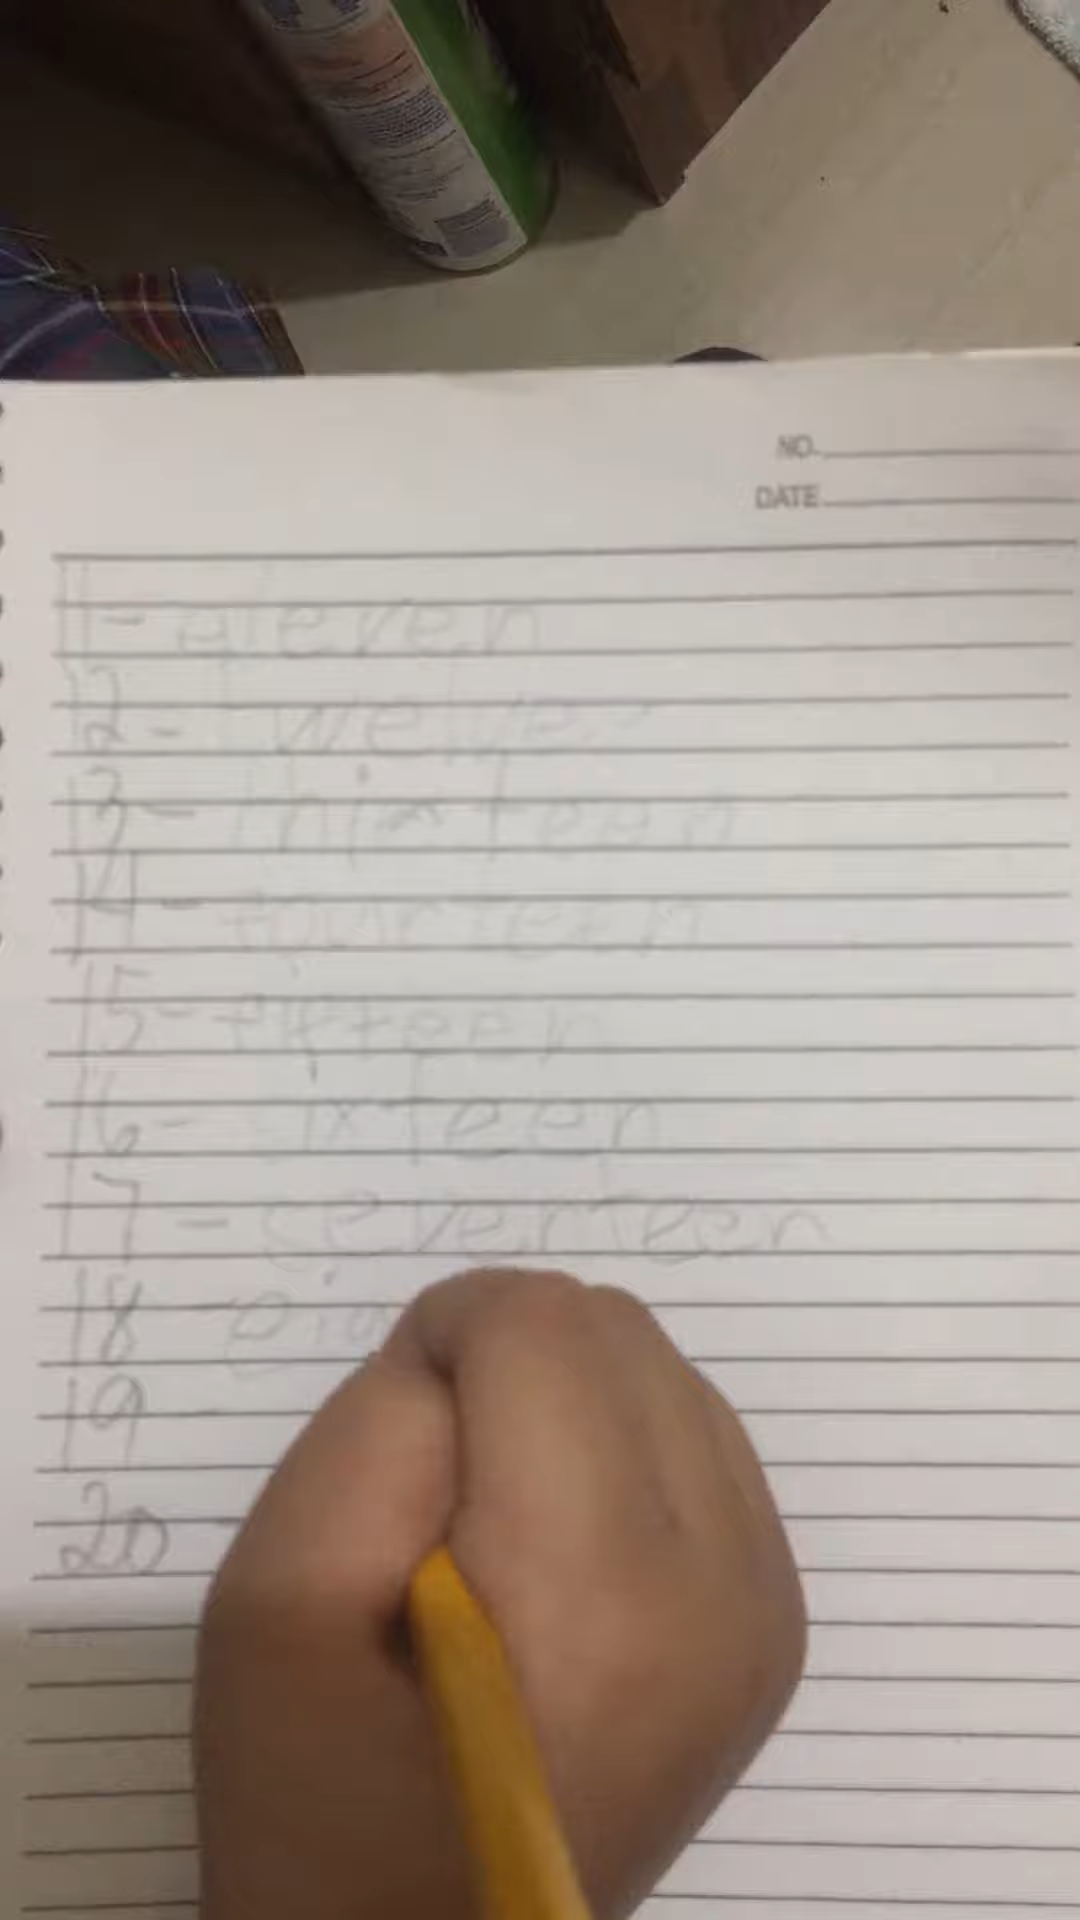 NO.
DATE
11- eleven
12- Twelve
13- Thirteen
14- fourteen
15- fifteen
16- sixteen
17- seventeen
18 - eig
19 -
20 -